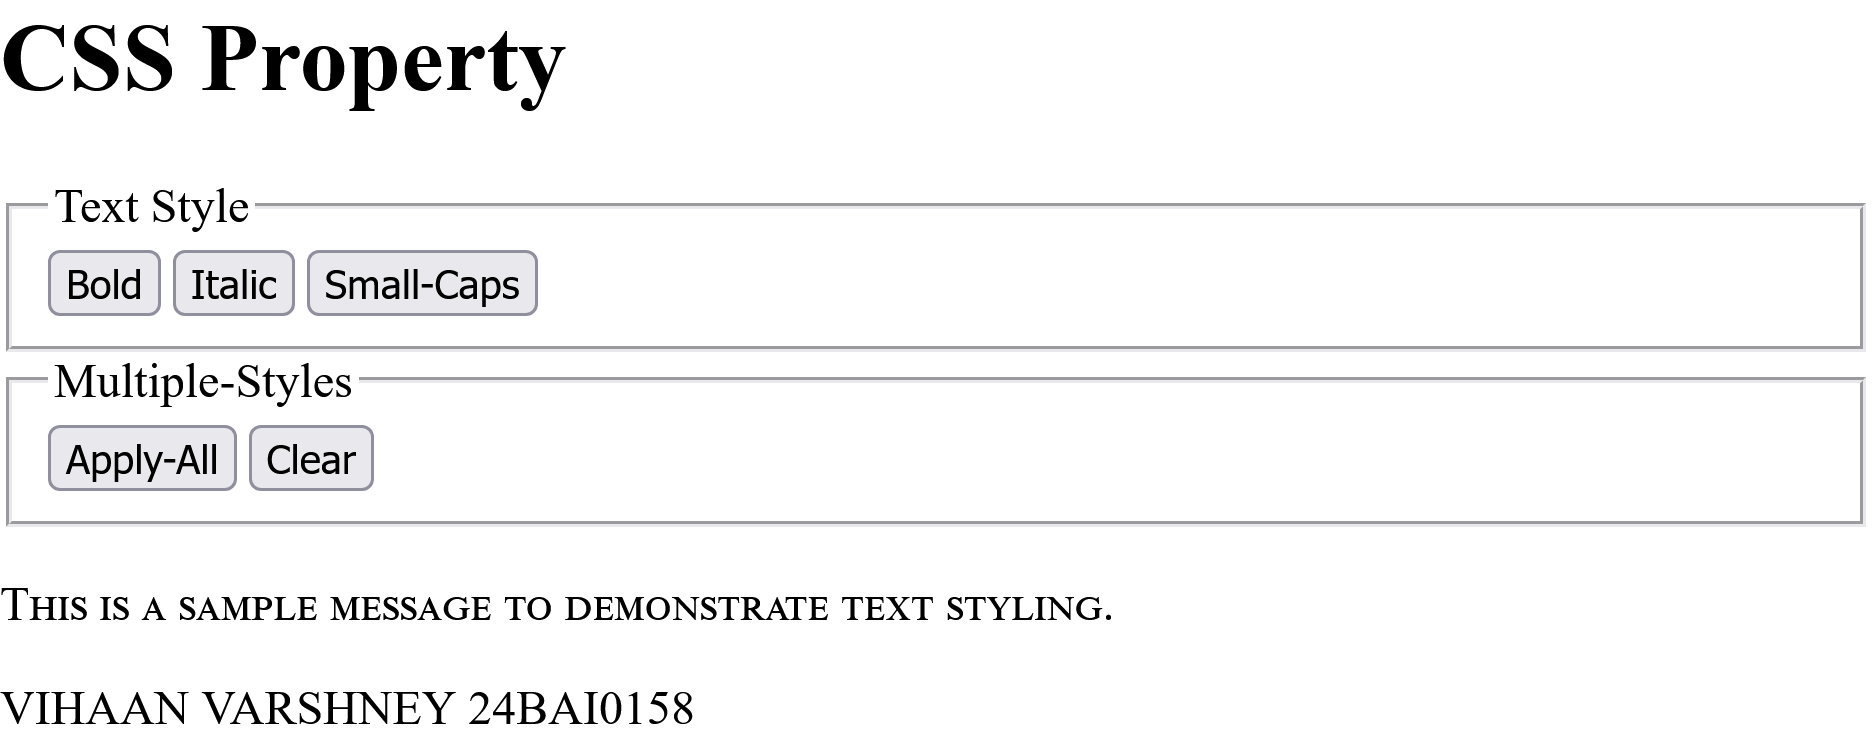 CSS Property
Text Style
Bold Italic Small-Caps
Multiple-Styles
Apply-All Clear
This is a sample message to demonstrate text styling.
VIHAAN VARSHNEY 24BAI0158